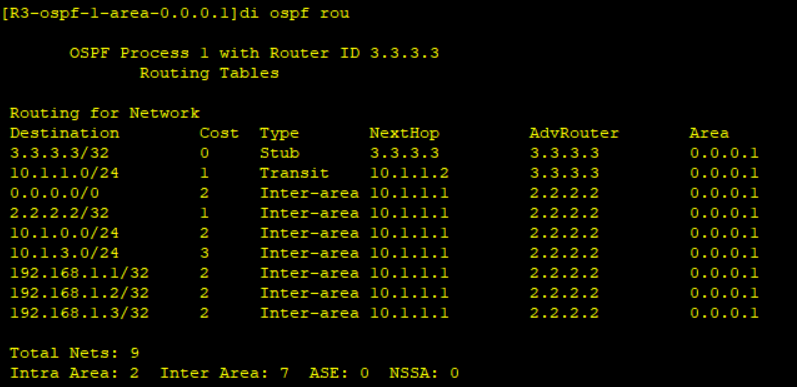 [R3-ospf-1-area-0.0.0.1]di ospf rou
OSPF Process 1 with Router ID 3.3.3.3
Routing Tables
Routing for Network
Destination Cost Type NextHop AdvRouter Area
3.3.3.3/32 0 Stub 3.3.3.3 3.3.3.3 0.0.0.1
10.1.1.0/24 1 Transit 10.1.1.2 3.3.3.3 0.0.0.1
0.0.0.0/0 2 Inter-area 10.1.1.1 2.2.2.2 0.0.0.1
2.2.2.2/32 1 Inter-area 10.1.1.1 2.2.2.2 0.0.0.1
10.1.0.0/24 2 Inter-area 10.1.1.1 2.2.2.2 0.0.0.1
10.1.3.0/24 3 Inter-area 10.1.1.1 2.2.2.2 0.0.0.1
192.168.1.1/32 2 Inter-area 10.1.1.1 2.2.2.2 0.0.0.1
192.168.1.2/32 2 Inter-area 10.1.1.1 2.2.2.2 0.0.0.1
192.168.1.3/32 2 Inter-area 10.1.1.1 2.2.2.2 0.0.0.1
Total Nets: 9
Intra Area: 2 Inter Area: 7 ASE: 0 NSSA: 0